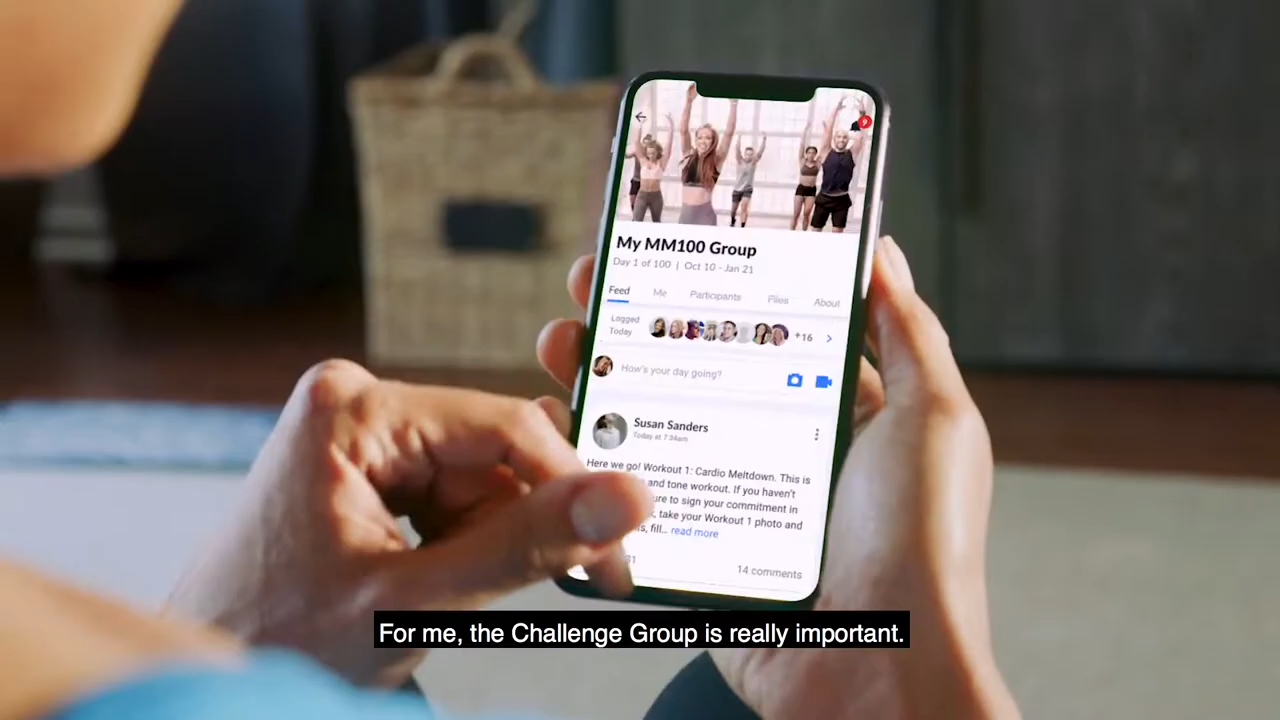 9
My MM100 Group
Day 1 of 100 | Oct 10 - Jan 21
Feed Me Participants Files About
Logged
Today
+16
How's your day going?
Susan Sanders
Today at 7:34am
Here we go! Workout 1: Cardio Meltdown. This is
and tone workout. If you haven't
ure to sign your commitment in
take your Workout 1 photo and
fill... read more
14 comments
For me, the Challenge Group is really important.